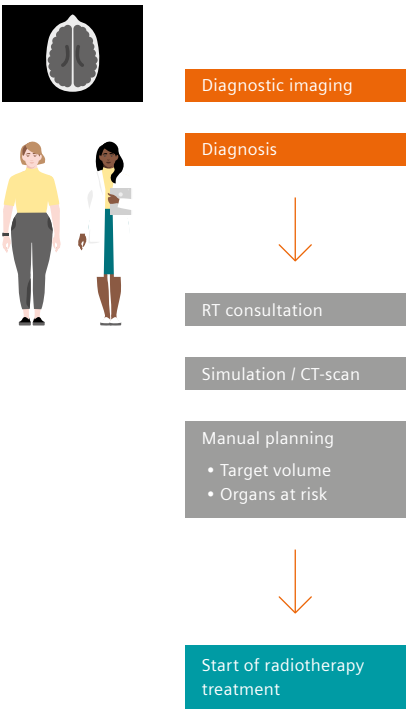 Diagnostic imaging
Diagnosis
RT consultation
Simulation / CT-scan
Manual planning
• Target volume
• Organs at risk
Start of radiotherapy
treatment